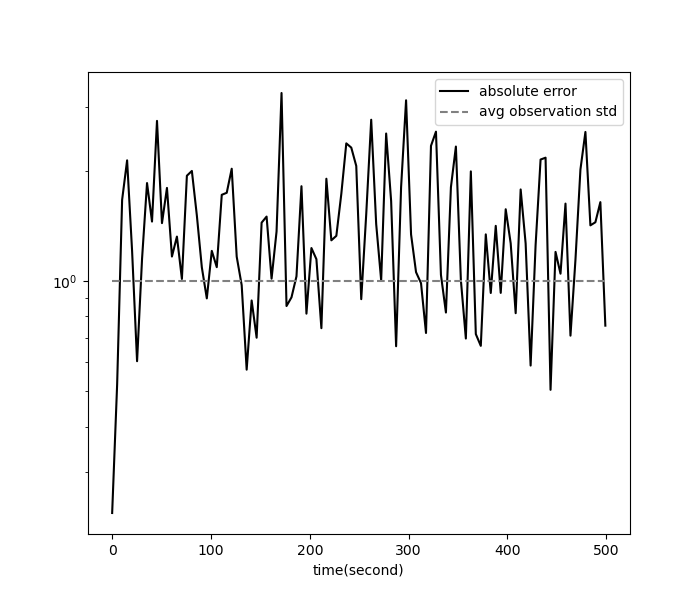 absolute error
avg observation std
10⁰
0 100 200 300 400 500
time(second)